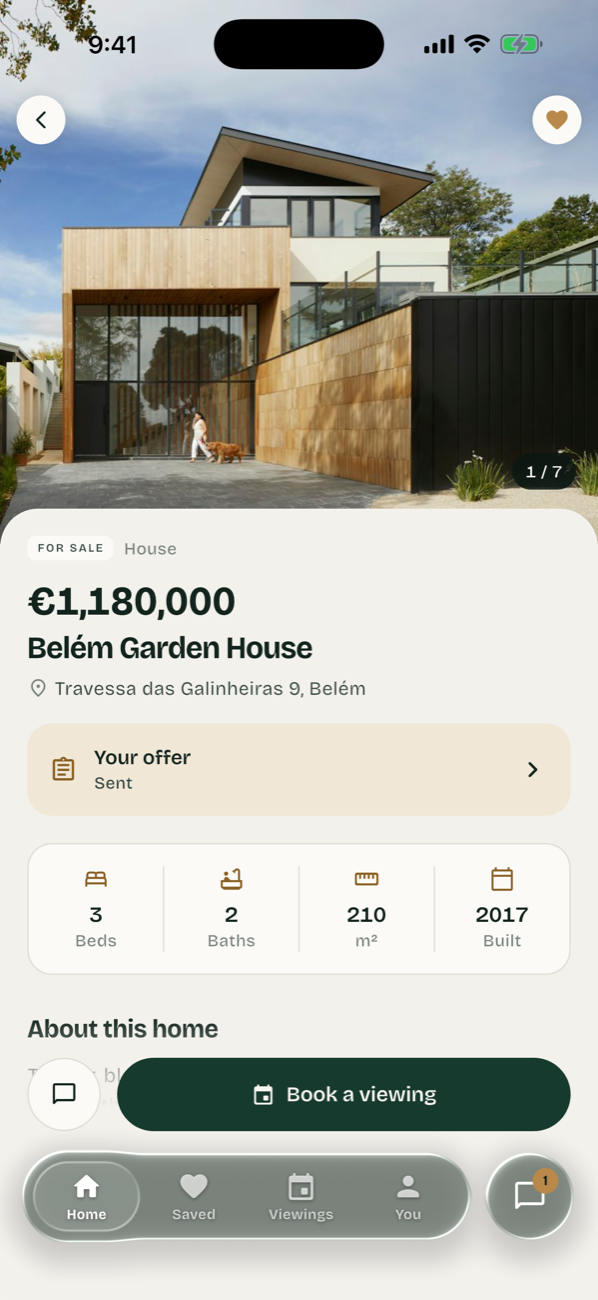 9:41
1 / 7
FOR SALE House
€1,180,000
Belém Garden House
Travessa das Galinheiras 9, Belém
Your offer
Sent
3 2 210 2017
Beds Baths m² Built
About this home
Book a viewing
1
Home Saved Viewings You